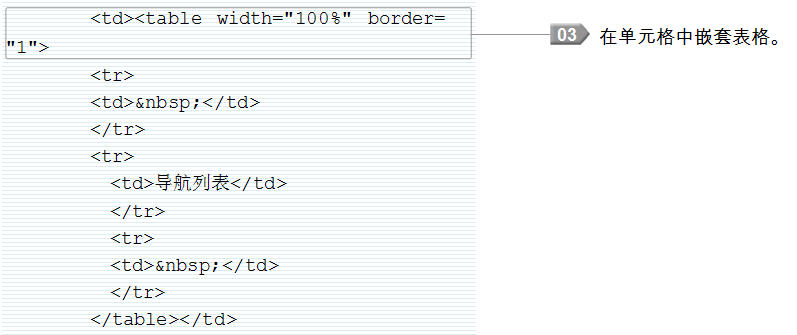 <td><table width="100%" border=
"1">
03 在单元格中嵌套表格。
<tr>
<td>&nbsp;</td>
</tr>
<tr>
<td>导航列表</td>
</tr>
<tr>
<td>&nbsp;</td>
</tr>
</table></td>